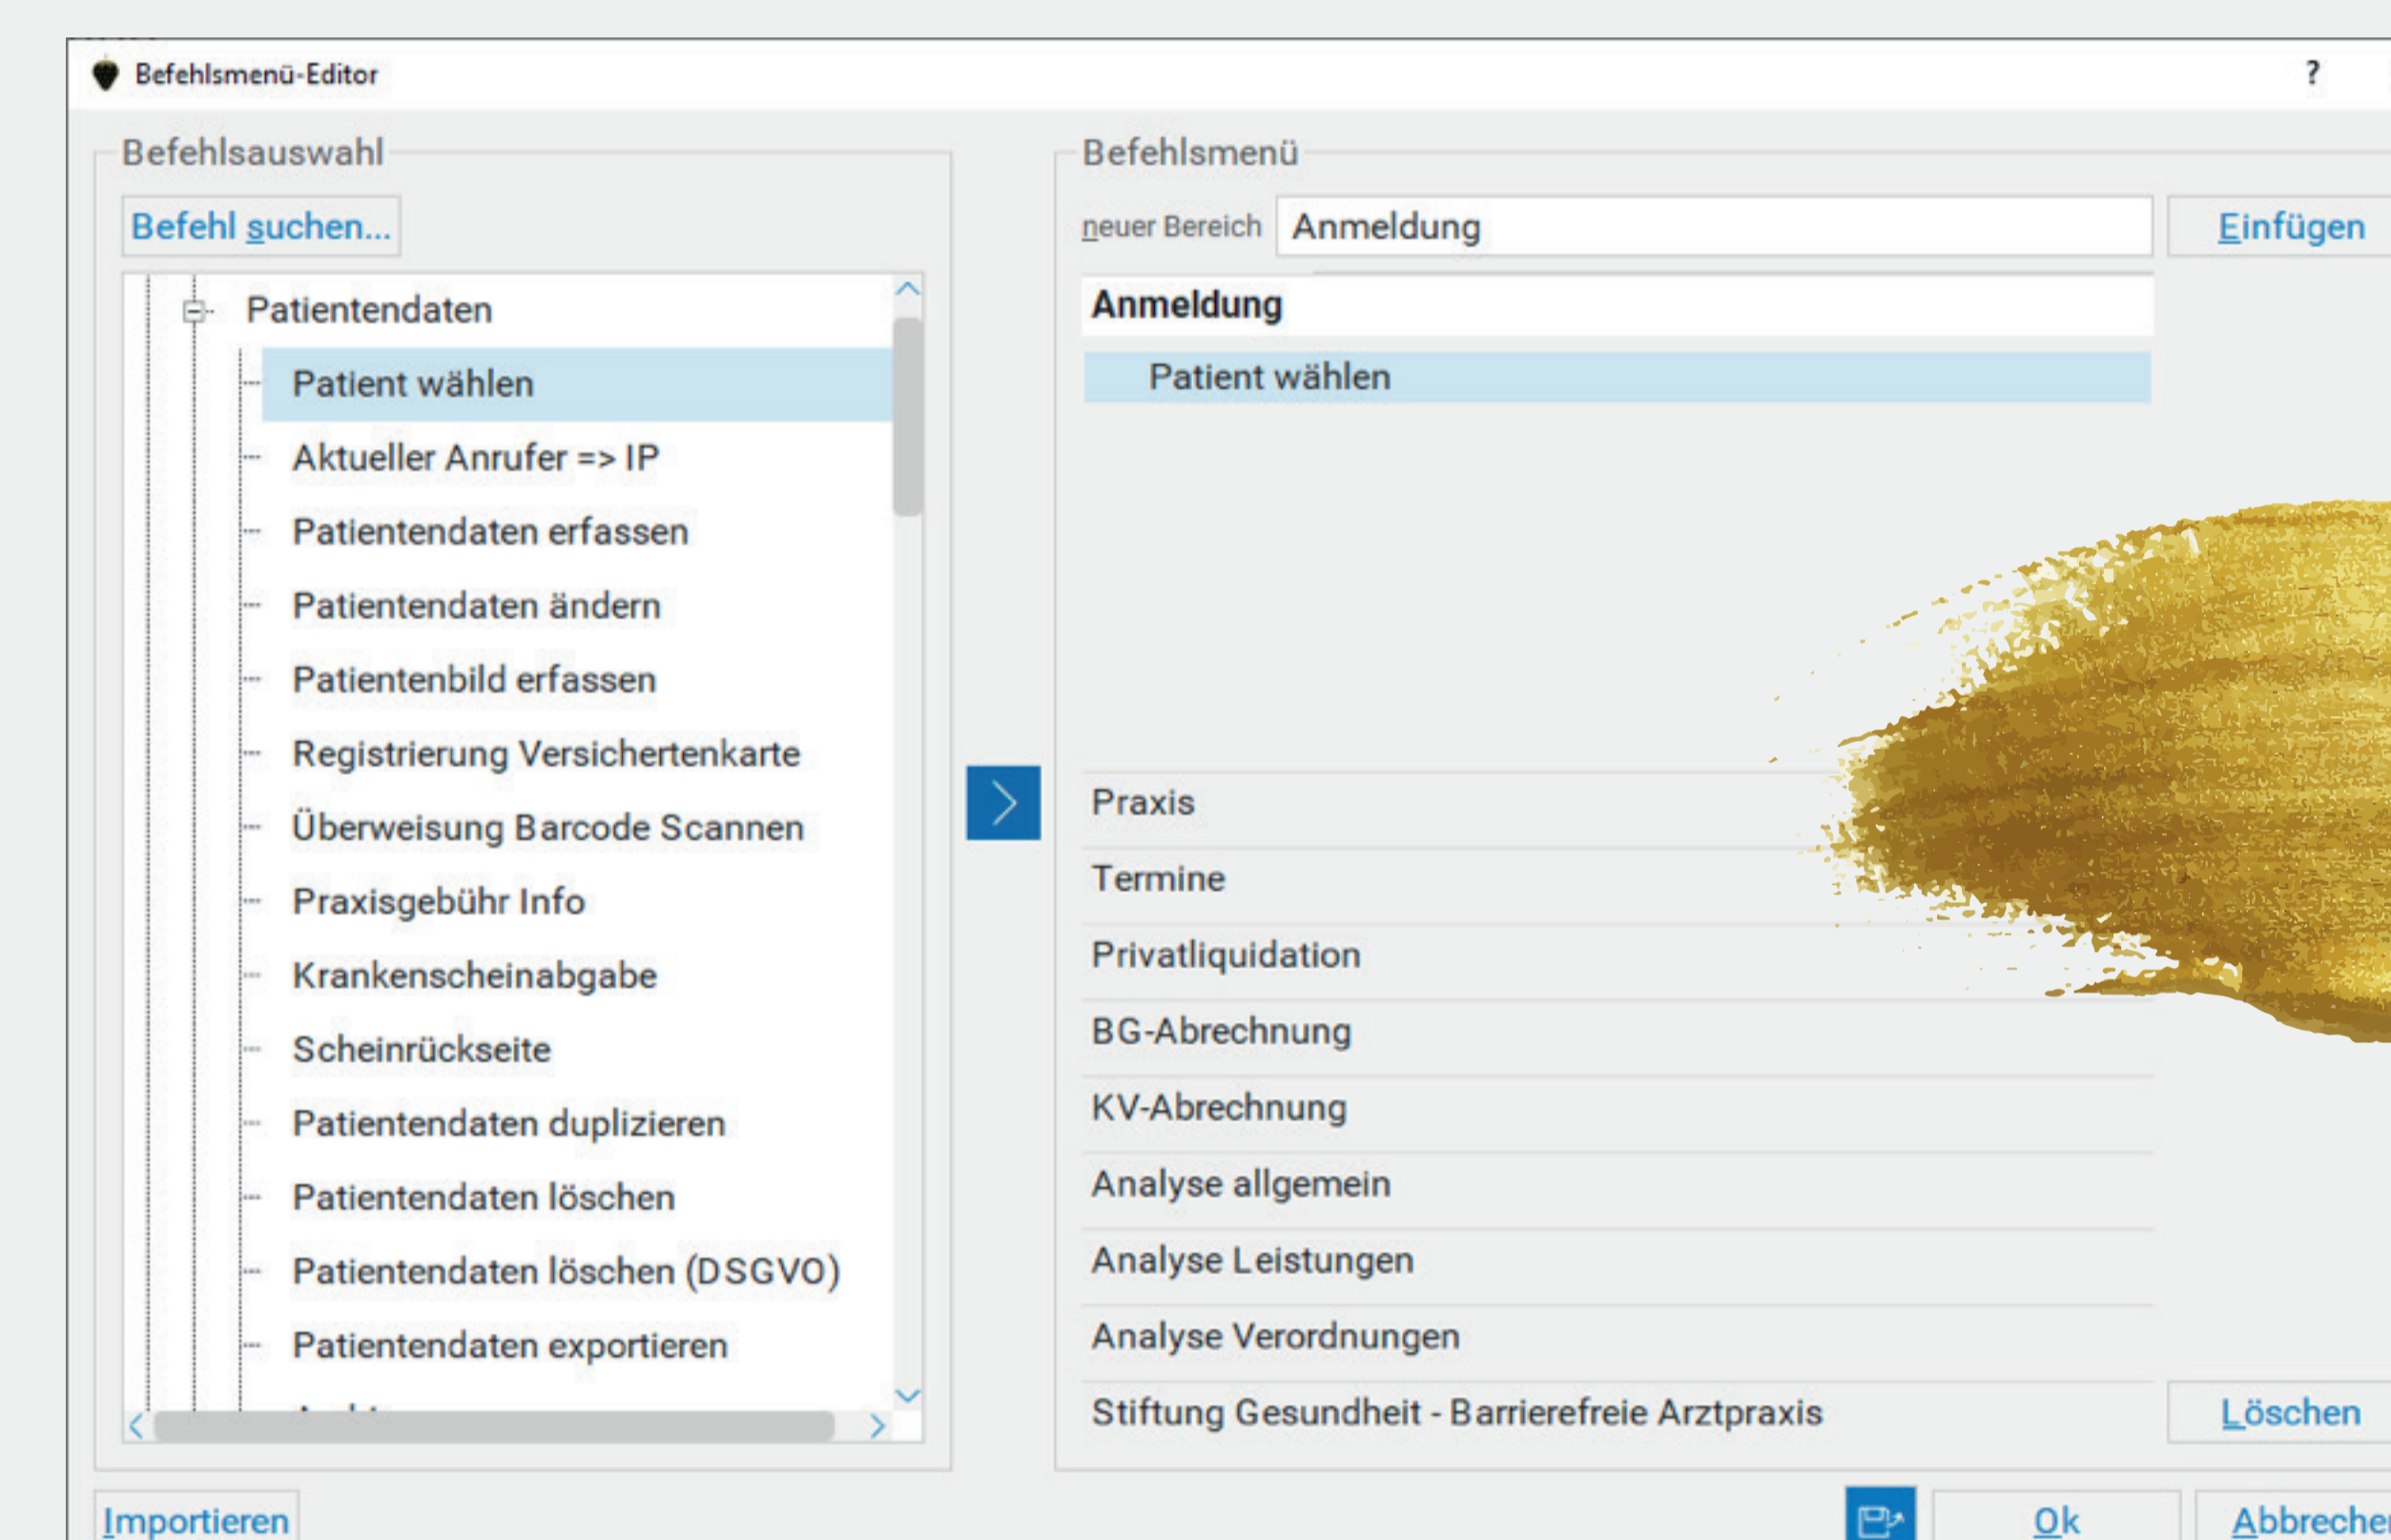 Befehlsmenü-Editor
?
Befehlsauswahl
Befehl suchen...
Patientendaten
Patient wählen
Aktueller Anrufer => IP
Patientendaten erfassen
Patientendaten ändern
Patientenbild erfassen
Registrierung Versichertenkarte
Überweisung Barcode Scannen
Praxisgebühr Info
Krankenscheinabgabe
Scheinrückseite
Patientendaten duplizieren
Patientendaten löschen
Patientendaten löschen (DSGVO)
Patientendaten exportieren
Importieren
Befehlsmenü
neuer Bereich Anmeldung Einfügen
Anmeldung
Patient wählen
Praxis
Termine
Privatliquidation
BG-Abrechnung
KV-Abrechnung
Analyse allgemein
Analyse Leistungen
Analyse Verordnungen
Stiftung Gesundheit - Barrierefreie Arztpraxis
Löschen
Ok